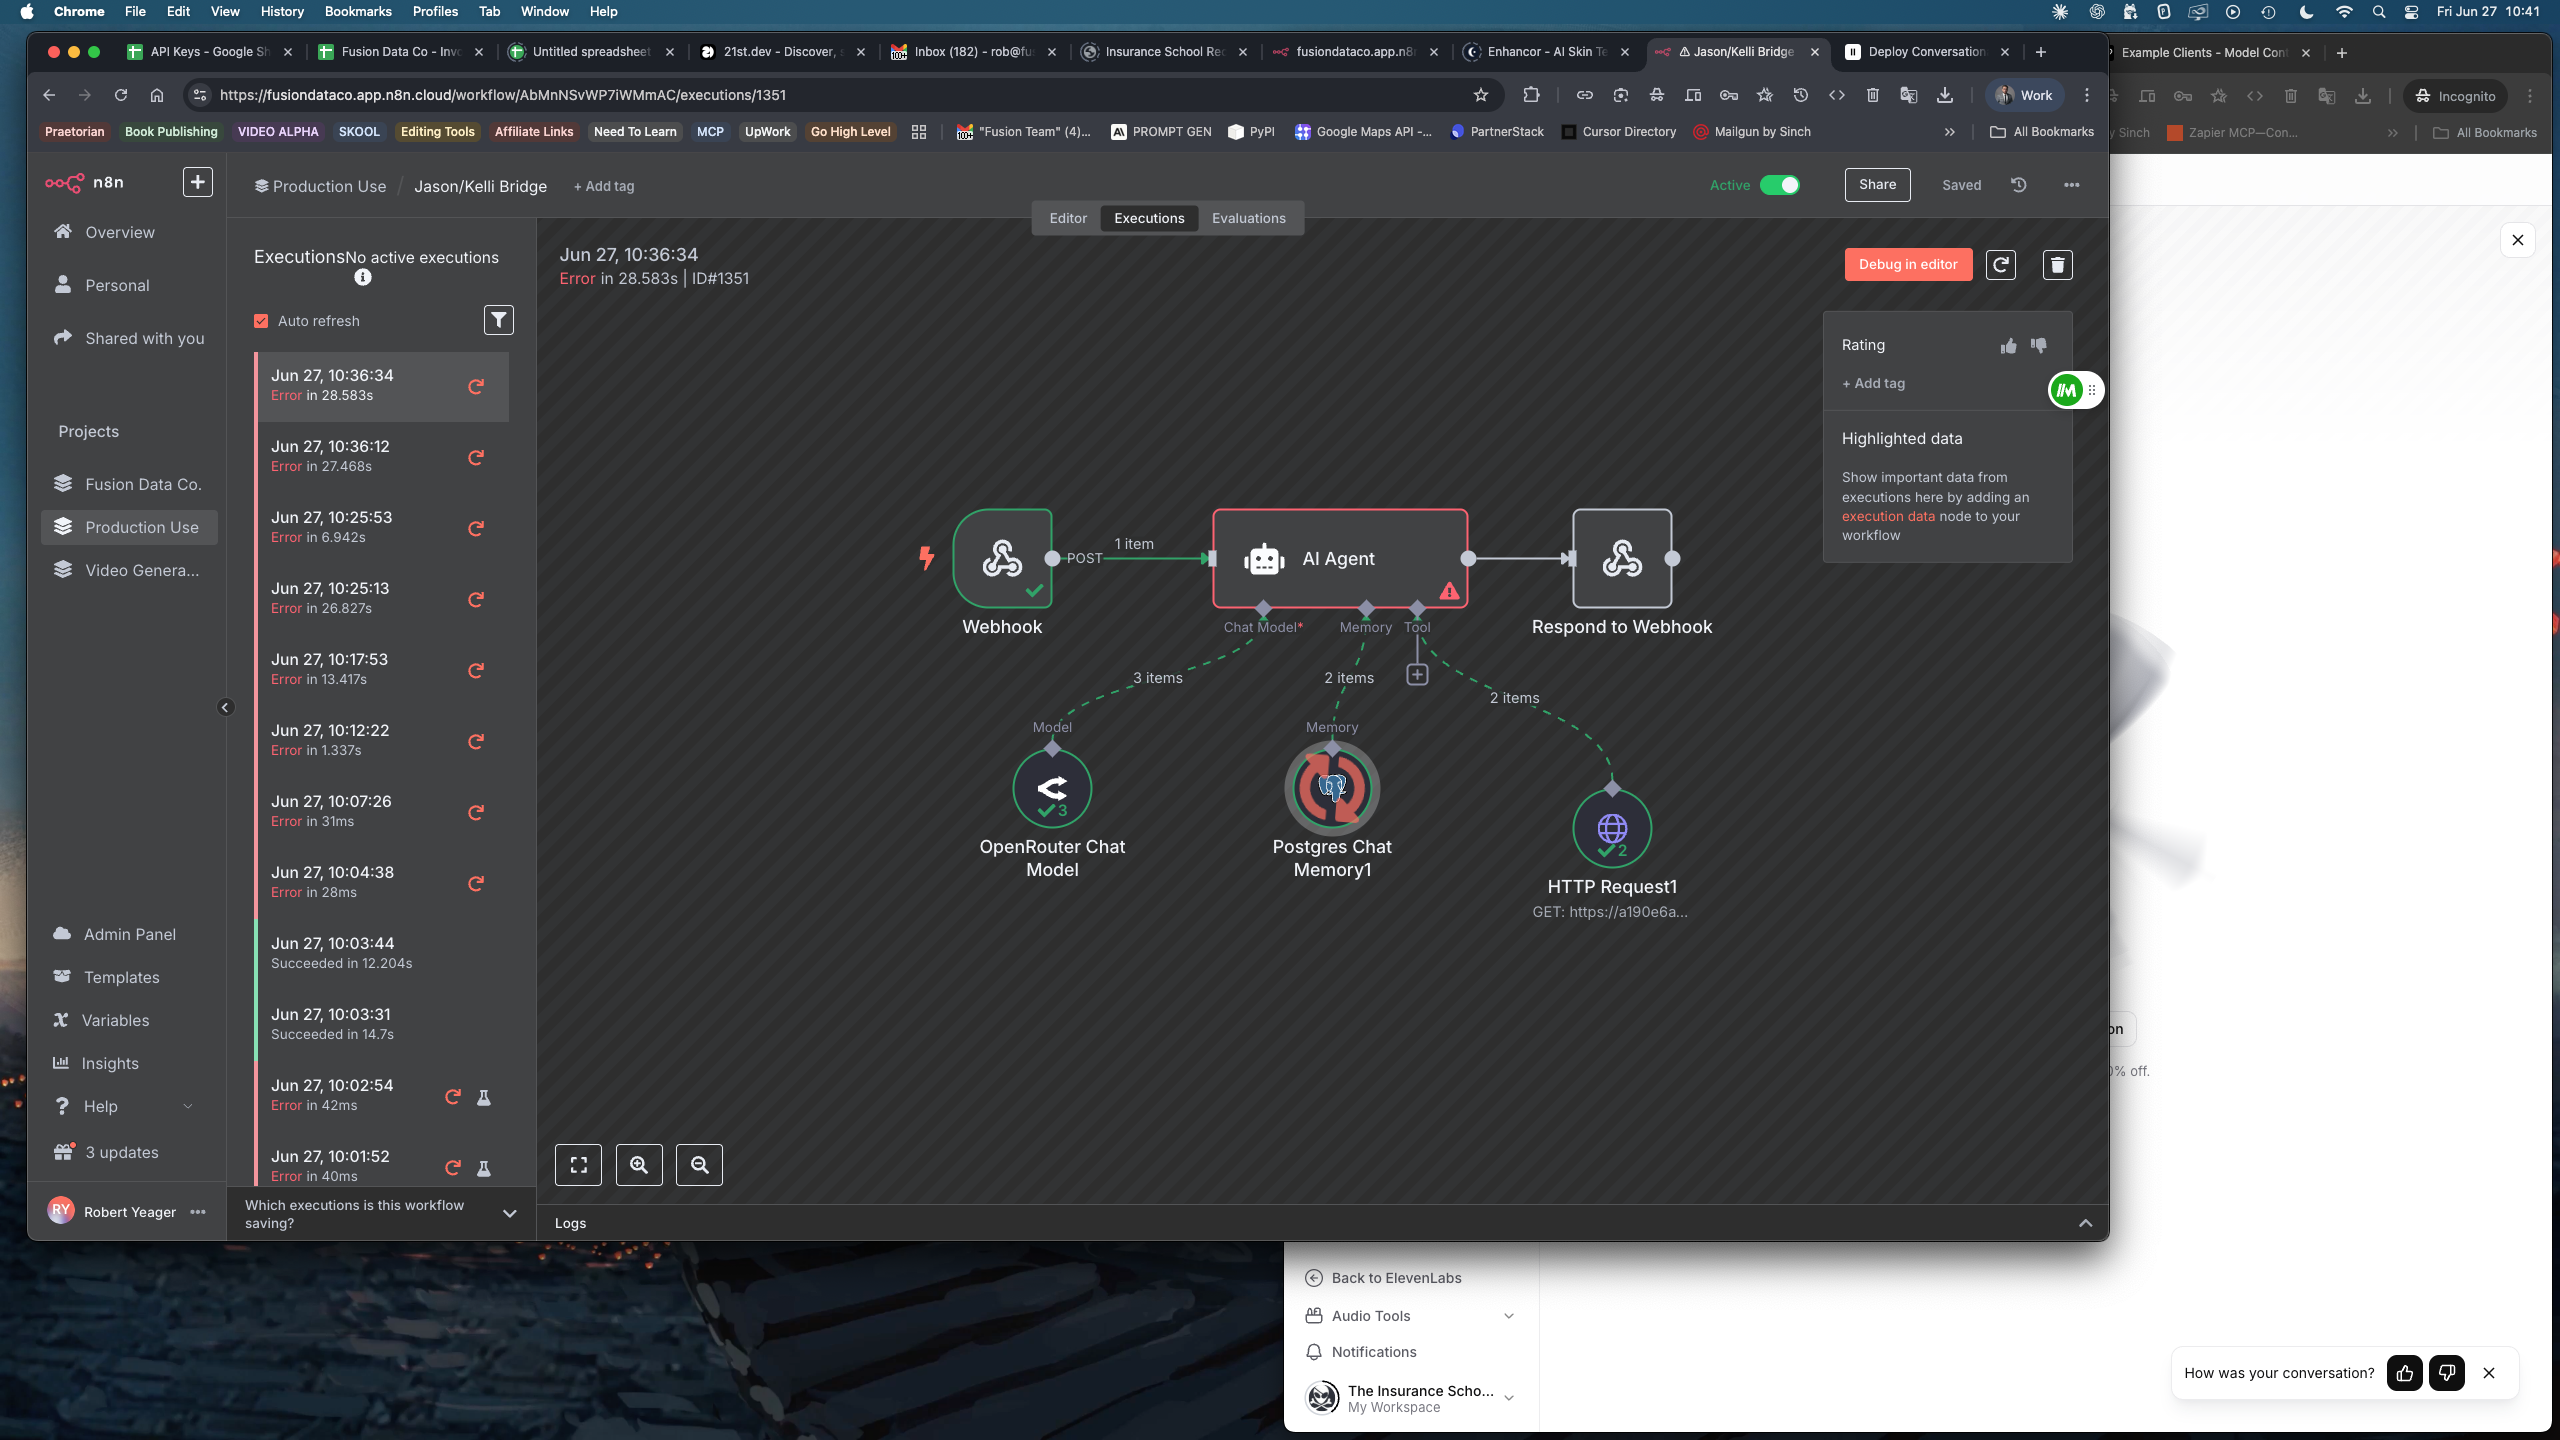 Chrome File Edit View History Bookmarks Profiles Tab Window Help
Fri Jun 27 10:41
API Keys - Google Sh
Fusion Data Co - Inv
Untitled spreadsheet
21st.dev - Discover,
Inbox (182) - rob@fu
Insurance School Rec
fusiondataco.app.n8n
Enhancor - AI Skin Te
Jason/Kelli Bridge
Deploy Conversation
Example Clients - Model Con
https://fusiondataco.app.n8n.cloud/workflow/AbMnNSvWP7iWMmAC/executions/1351
Work
Incognito
Praetorian
Book Publishing
VIDEO ALPHA
SKOOL
Editing Tools
Affiliate Links
Need To Learn
MCP
UpWork
Go High Level
"Fusion Team" (4)...
PROMPT GEN
PyPI
Google Maps API -...
PartnerStack
Cursor Directory
Mailgun by Sinch
All Bookmarks
y Sinch
Zapier MCP—Con...
All Bookmarks
n8n
Production Use / Jason/Kelli Bridge + Add tag
Active
Share
Saved
Editor
Executions
Evaluations
Overview
Personal
Shared with you
Projects
Fusion Data Co.
Production Use
Video Genera...
Admin Panel
Templates
Variables
Insights
Help
3 updates
RY Robert Yeager
Executions No active executions
Auto refresh
Jun 27, 10:36:34
Error in 28.583s
Jun 27, 10:36:12
Error in 27.468s
Jun 27, 10:25:53
Error in 6.942s
Jun 27, 10:25:13
Error in 26.827s
Jun 27, 10:17:53
Error in 13.417s
Jun 27, 10:12:22
Error in 1.337s
Jun 27, 10:07:26
Error in 31ms
Jun 27, 10:04:38
Error in 28ms
Jun 27, 10:03:44
Succeeded in 12.204s
Jun 27, 10:03:31
Succeeded in 14.7s
Jun 27, 10:02:54
Error in 42ms
Jun 27, 10:01:52
Error in 40ms
Which executions is this workflow
saving?
Jun 27, 10:36:34
Error in 28.583s | ID#1351
Debug in editor
Rating
+ Add tag
Highlighted data
Show important data from
executions here by adding an
execution data node to your
workflow
POST
1 item
AI Agent
Webhook
Chat Model*
Memory
Tool
Respond to Webhook
3 items
2 items
2 items
Model
Memory
3
2
OpenRouter Chat
Model
Postgres Chat
Memory1
HTTP Request1
GET: https://a190e6a...
Logs
on
0% off.
Back to ElevenLabs
Audio Tools
Notifications
The Insurance Scho...
My Workspace
How was your conversation?